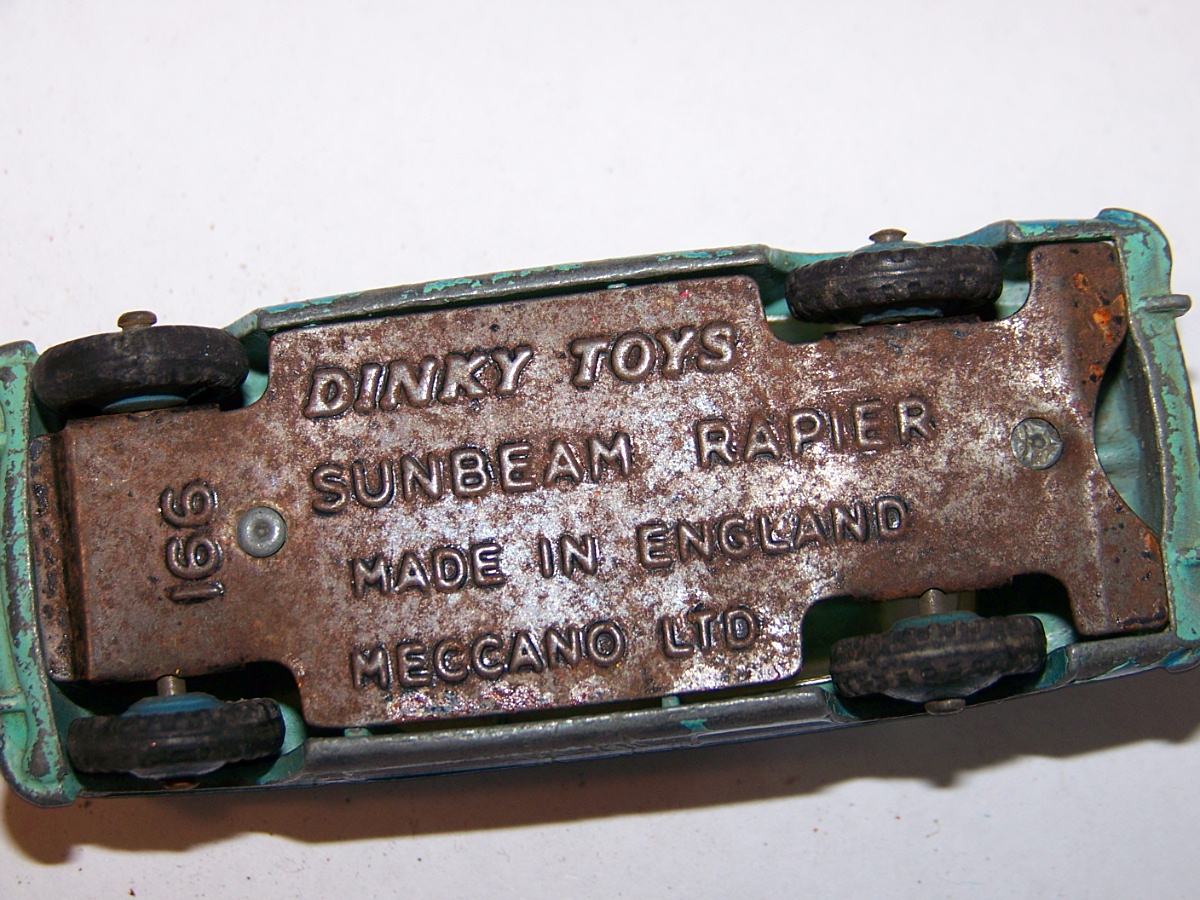 DINKY TOYS
SUNBEAM RAPIER
MADE IN ENGLAND
MECCANO LTD
166